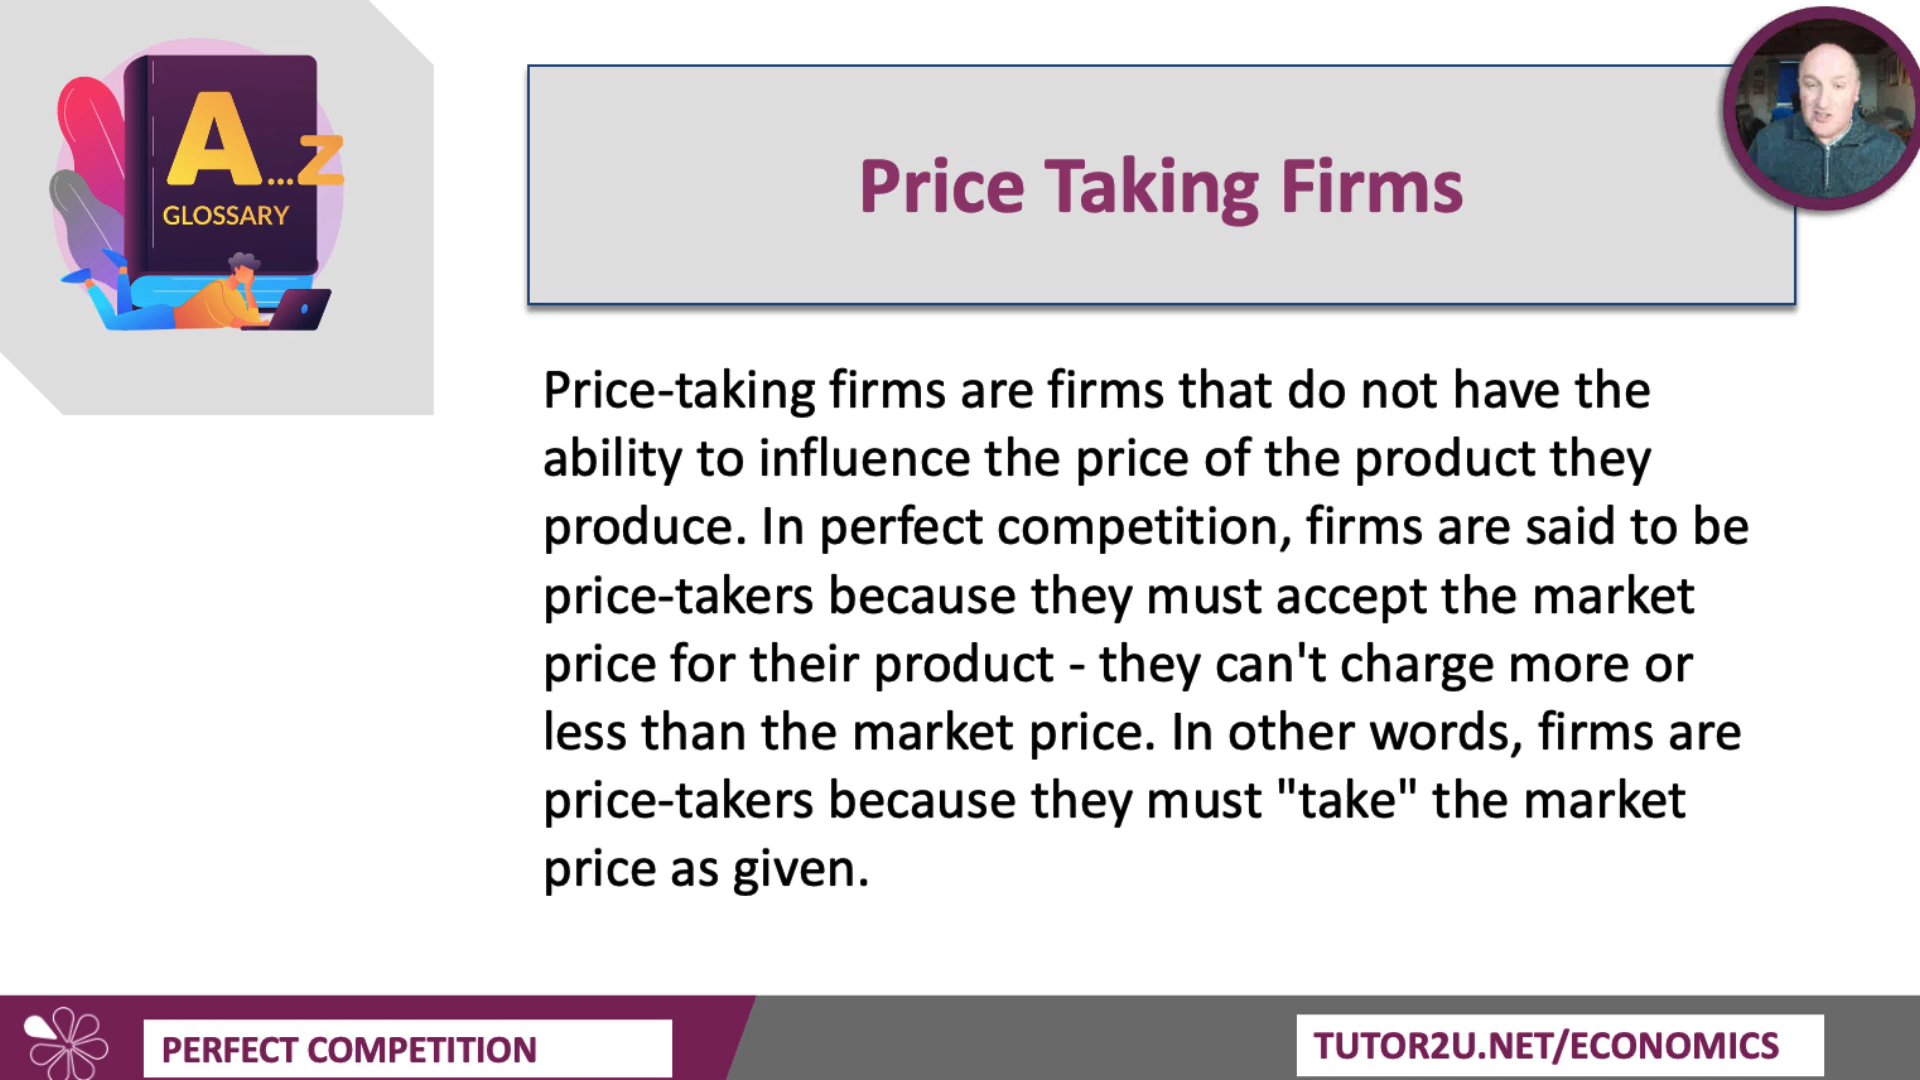 A...Z
GLOSSARY
Price Taking Firms
Price-taking firms are firms that do not have the
ability to influence the price of the product they
produce. In perfect competition, firms are said to be
price-takers because they must accept the market
price for their product - they can't charge more or
less than the market price. In other words, firms are
price-takers because they must "take" the market
price as given.
PERFECT COMPETITION
TUTOR2U.NET/ECONOMICS